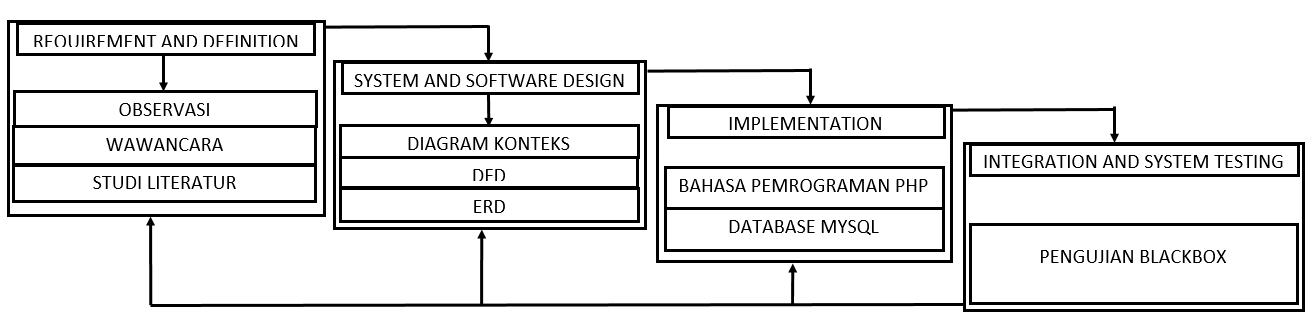 REQUIREMENT AND DEFINITION
OBSERVASI
WAWANCARA
STUDI LITERATUR
SYSTEM AND SOFTWARE DESIGN
DIAGRAM KONTEKS
DFD
ERD
IMPLEMENTATION
BAHASA PEMROGRAMAN PHP
DATABASE MYSQL
INTEGRATION AND SYSTEM TESTING
PENGUJIAN BLACKBOX